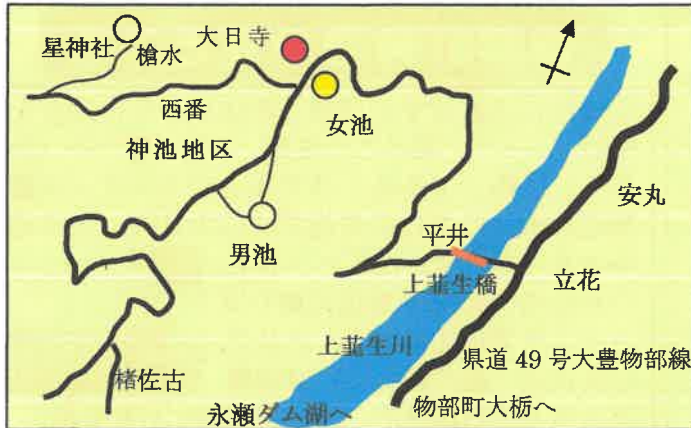 大日寺
星神社
槍水
西番
女池
神池地区
安丸
男池
平井
上韮生橋
立花
上韮生川
県道 49 号大豊物部線
楮佐古
永瀬ダム湖へ
物部町大栃へ